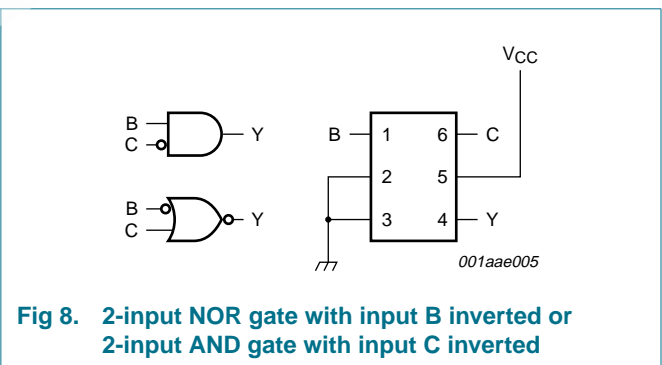 VCC
B
C
Y
B 1 6 C
2 5
B
C
Y
3 4 Y
001aae005
Fig 8. 2-input NOR gate with input B inverted or
2-input AND gate with input C inverted